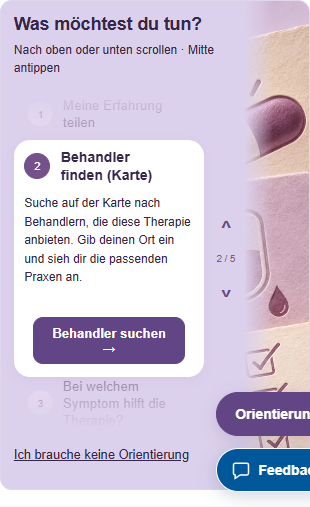 Was möchtest du tun?
Nach oben oder unten scrollen · Mitte
antippen
1
Meine Erfahrung
teilen
2
Behandler
finden (Karte)
Suche auf der Karte nach
Behandlern, die diese Therapie
anbieten. Gib deinen Ort ein
und sieh dir die passenden
Praxen an.
2 / 5
Behandler suchen
→
3
Bei welchem
Symptom hilft die
Therapie?
Orientierun
Ich brauche keine Orientierung
Feedbac